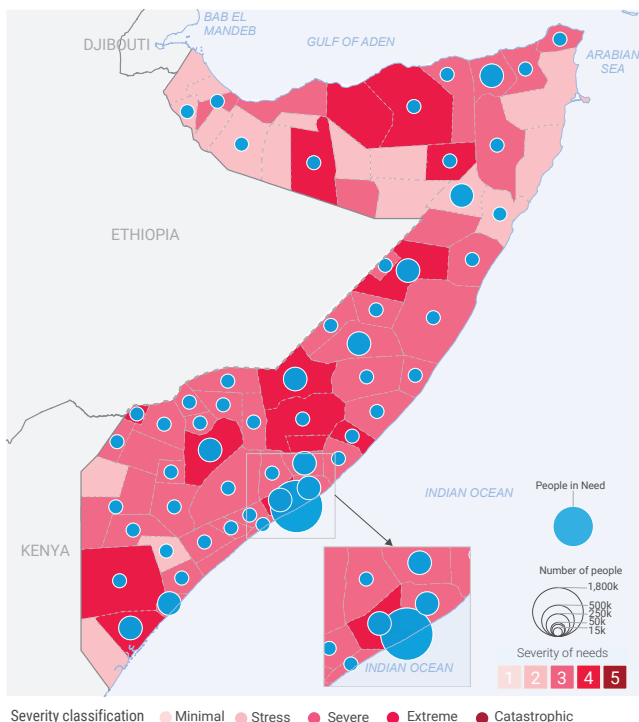 BAB EL
MANDEB
DJIBOUTI
GULF OF ADEN
ARABIAN
SEA
ETHIOPIA
INDIAN OCEAN
People in Need
KENYA
Number of people
1,800k
500k
250k
50k
15k
INDIAN OCEAN
Severity of needs
1 2 3 4 5
Severity classification Minimal Stress Severe Extreme Catastrophic